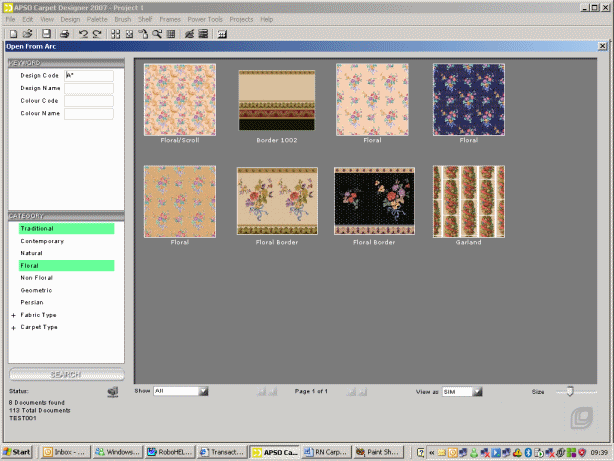 APSO Carpet Designer 2007 - Project 1
File Edit View Design Palette Brush Shelf Frames Power Tools Projects Help
Open From Arc
KEYWORD
Design Code A*
Design Name
Colour Code
Colour Name
CATEGORY
Traditional
Contemporary
Natural
Floral
Non Floral
Geometric
Persian
+ Fabric Type
+ Carpet Type
SEARCH
Status:
8 Documents found
113 Total Documents
TEST001
Floral/Scroll Border 1002 Floral Floral
Floral Floral Border Floral Border Garland
Show All Page 1 of 1 View as SIM Size
Start Inbox - ... Windows... RoboHEL... Transact... APSO Ca... RN Carp... Paint Sh... 09:39